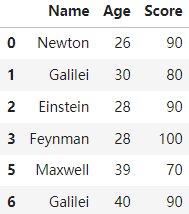 Name Age Score
0 Newton 26 90
1 Galilei 30 80
2 Einstein 28 90
3 Feynman 28 100
5 Maxwell 39 70
6 Galilei 40 90